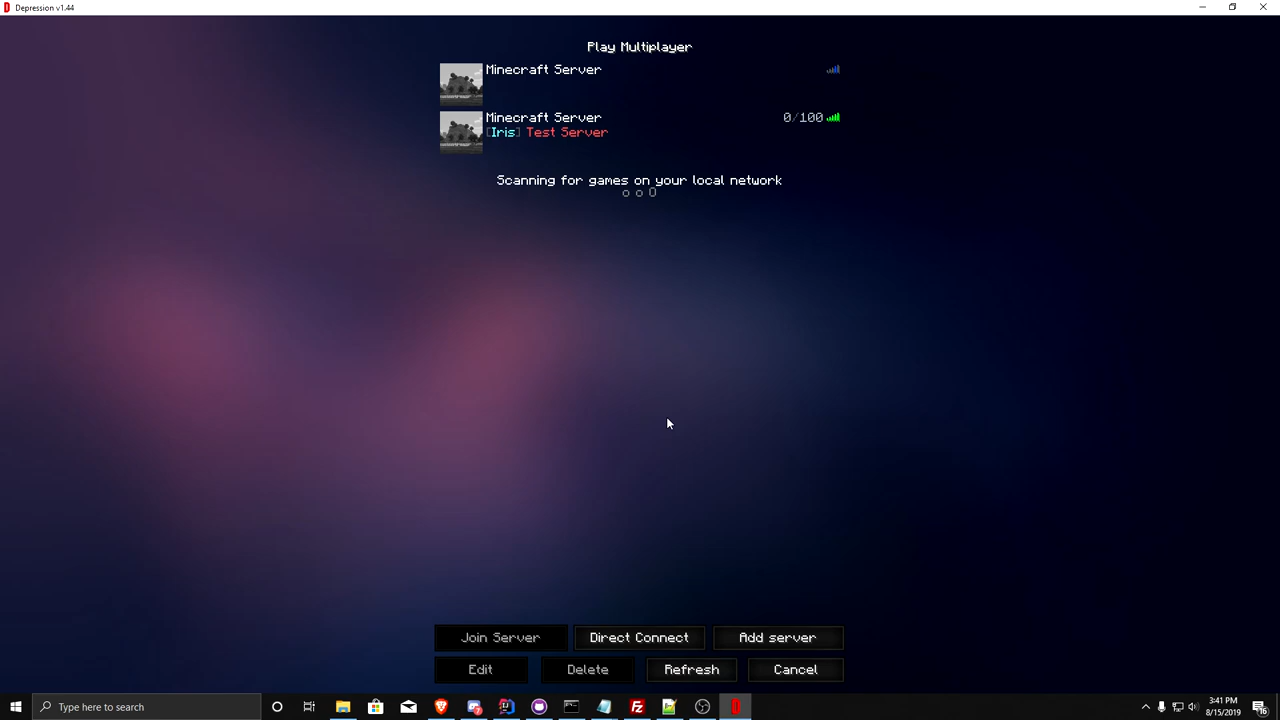 Depression v1.44
Play Multiplayer
Minecraft Server
Minecraft Server
0/100
[Iris] Test Server
Scanning for games on your local network
o o O
Join Server
Direct Connect
Add server
Edit
Delete
Refresh
Cancel
Type here to search
3:41 PM
8/15/2019